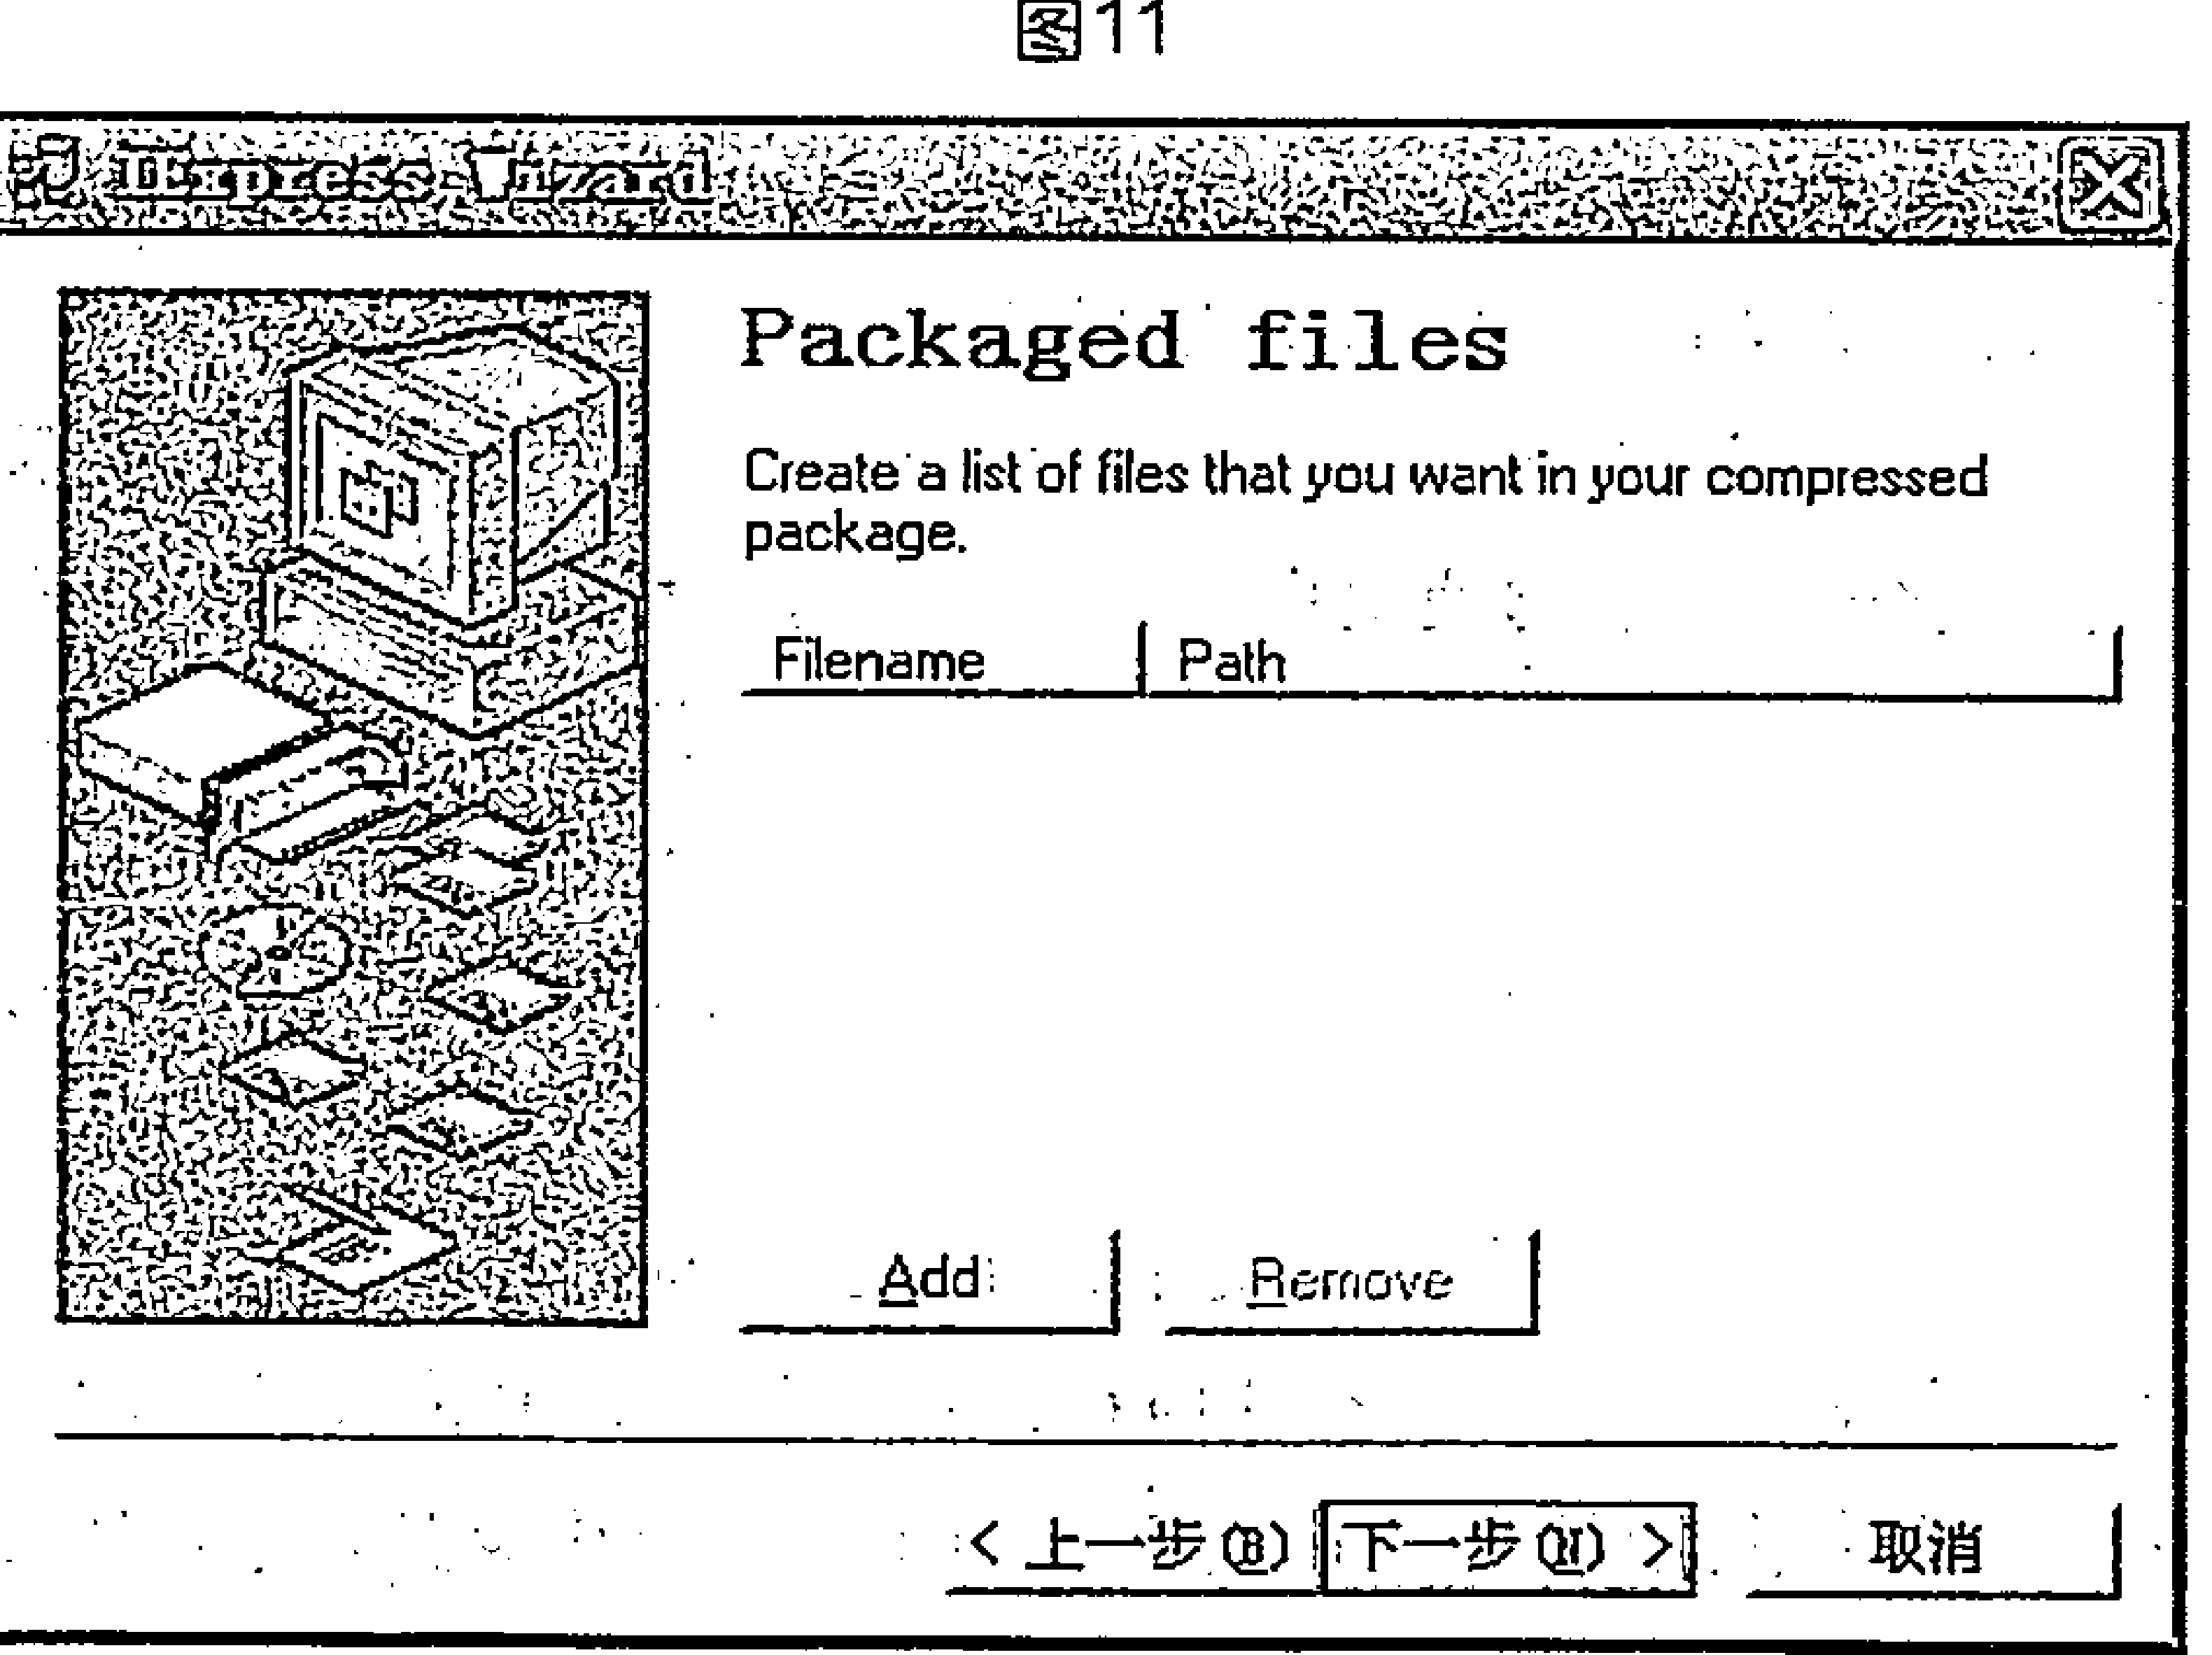 图11
IExpress Wizard
Packaged files
Create a list of files that you want in your compressed
package.
Filename Path
Add Remove
< 上一步(B) 下一步(N) > 取消